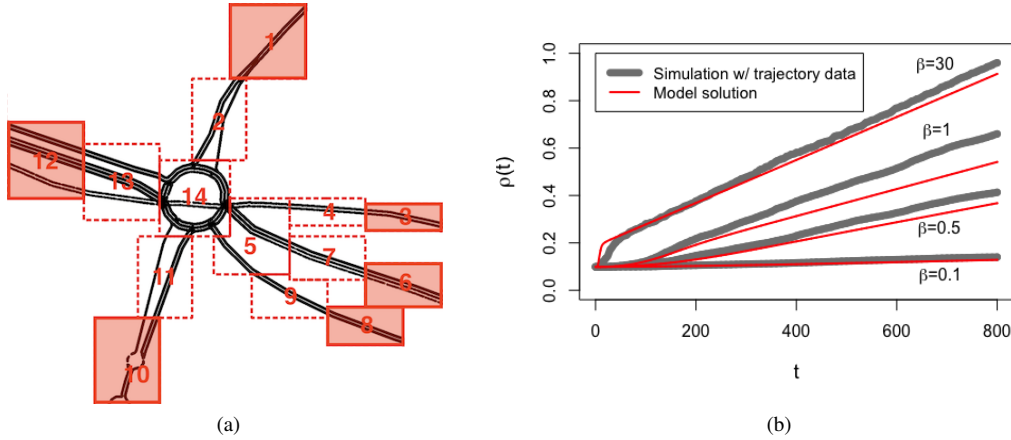 1
2
12
13
14
4
3
5
7
11
6
9
8
10
(a)
ρ(t)
1.0
0.8
0.6
0.4
0.2
0.0
Simulation w/ trajectory data
Model solution
β=30
β=1
β=0.5
β=0.1
0 200 400 600 800
t
(b)